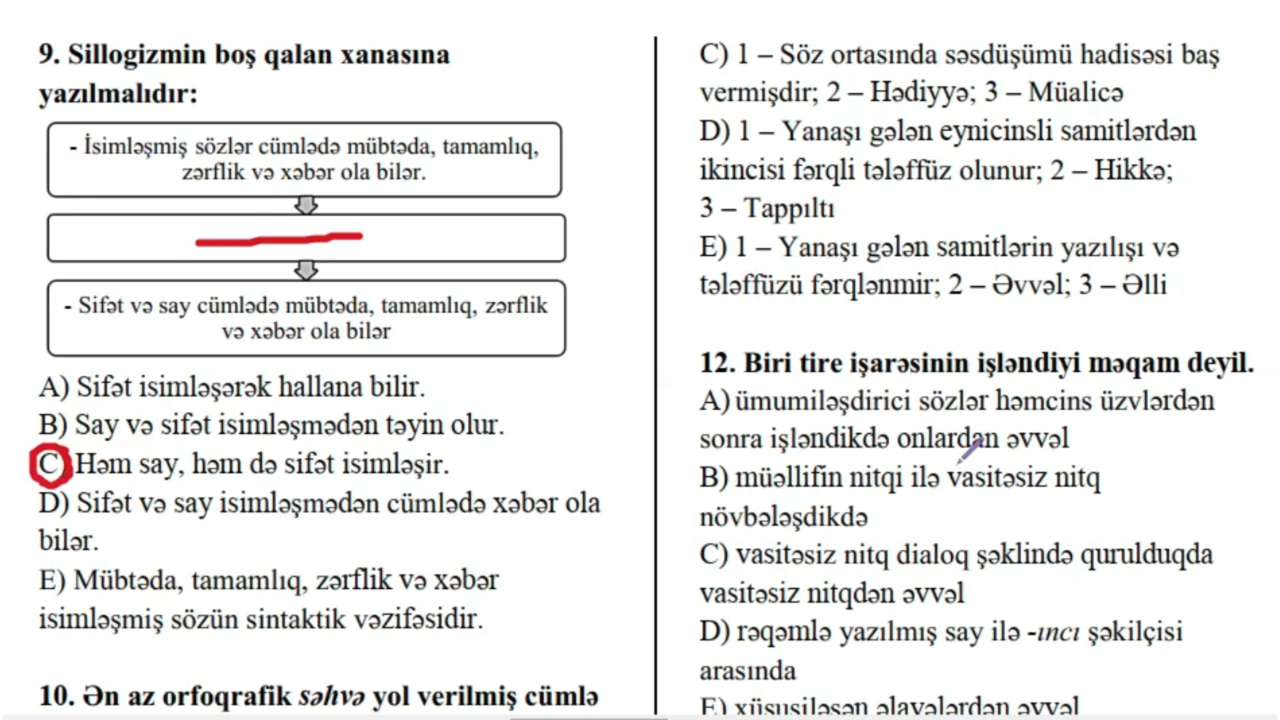 9. Sillogizmin boş qalan xanasına
yazılmalıdır:
- İsimləşmiş sözlər cümlədə mübtəda, tamamlıq,
zərflik və xəbər ola bilər.
- Sifət və say cümlədə mübtəda, tamamlıq, zərflik
və xəbər ola bilər
A) Sifət isimləşərək hallana bilir.
B) Say və sifət isimləşmədən təyin olur.
C) Həm say, həm də sifət isimləşir.
D) Sifət və say isimləşmədən cümlədə xəbər ola
bilər.
E) Mübtəda, tamamlıq, zərflik və xəbər
isimləşmiş sözün sintaktik vəzifəsidir.
10. Ən az orfoqrafik səhvə yol verilmiş cümlə
C) 1 – Söz ortasında səsdüşümü hadisəsi baş
vermişdir; 2 – Hədiyyə; 3 – Müalicə
D) 1 – Yanaşı gələn eynicinsli samitlərdən
ikincisi fərqli tələffüz olunur; 2 – Hikkə;
3 – Tappıltı
E) 1 – Yanaşı gələn samitlərin yazılışı və
tələffüzü fərqlənmir; 2 – Əvvəl; 3 – Əlli
12. Biri tire işarəsinin işləndiyi məqam deyil.
A) ümumiləşdirici sözlər həmcins üzvlərdən
sonra işləndikdə onlardan əvvəl
B) müəllifin nitqi ilə vasitəsiz nitq
növbələşdikdə
C) vasitəsiz nitq dialoq şəklində qurulduqda
vasitəsiz nitqdən əvvəl
D) rəqəmlə yazılmış say ilə -ıncı şəkilçisi
arasında
E) xüsusiləşən əlavələrdən əvvəl